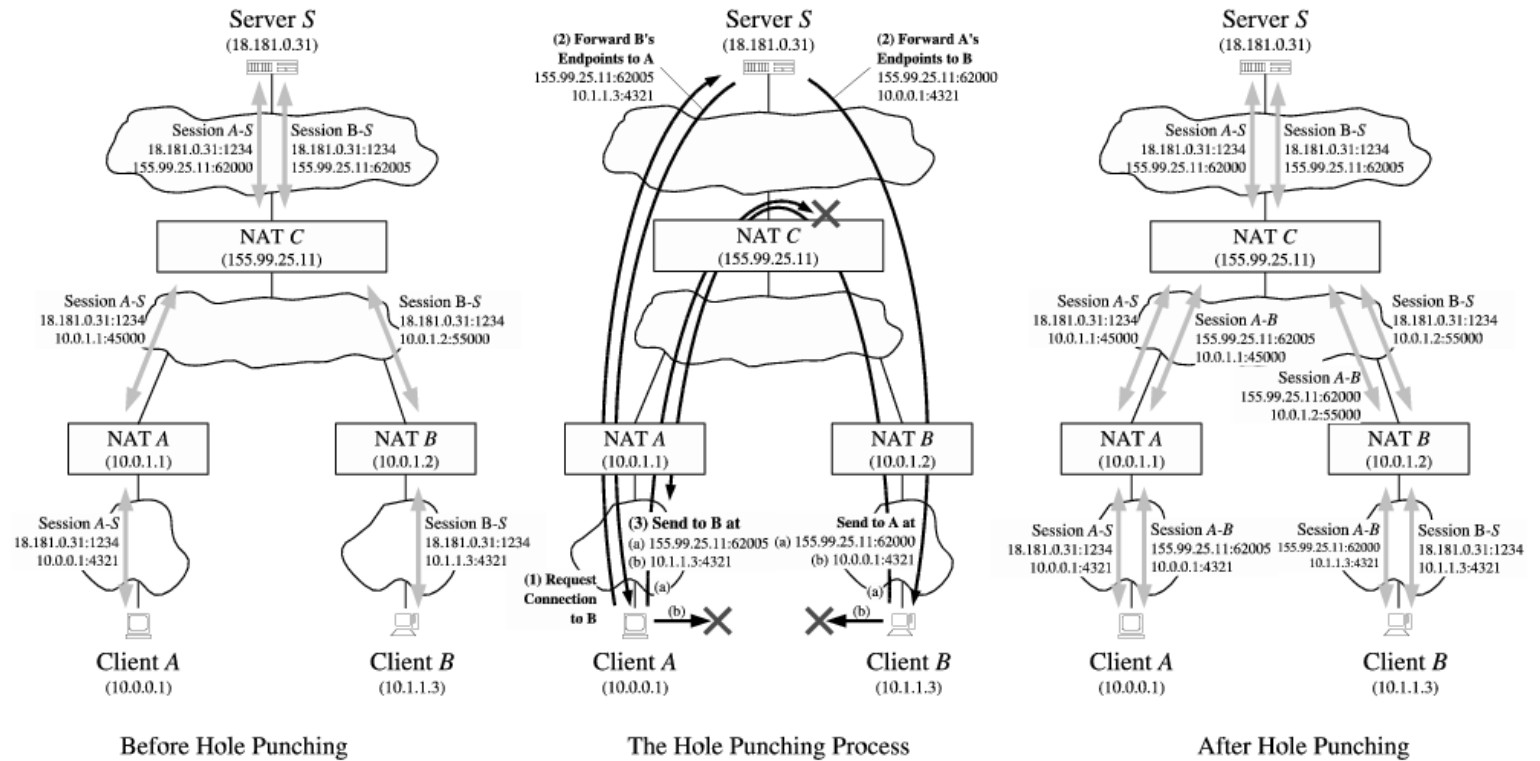 Server S
(18.181.0.31)
Session A-S
18.181.0.31:1234
155.99.25.11:62000
Session B-S
18.181.0.31:1234
155.99.25.11:62005
NAT C
(155.99.25.11)
Session A-S
18.181.0.31:1234
10.0.1.1:45000
Session B-S
18.181.0.31:1234
10.0.1.2:55000
NAT A
(10.0.1.1)
NAT B
(10.0.1.2)
Session A-S
18.181.0.31:1234
10.0.0.1:4321
Session B-S
18.181.0.31:1234
10.1.1.3:4321
Client A
(10.0.0.1)
Client B
(10.1.1.3)
Before Hole Punching
Server S
(18.181.0.31)
(2) Forward B's
Endpoints to A
155.99.25.11:62005
10.1.1.3:4321
(2) Forward A's
Endpoints to B
155.99.25.11:62000
10.0.0.1:4321
NAT C
(155.99.25.11)
NAT A
(10.0.1.1)
NAT B
(10.0.1.2)
(3) Send to B at
(a) 155.99.25.11:62005
(b) 10.1.1.3:4321
Send to A at
(a) 155.99.25.11:62000
(b) 10.0.0.1:4321
(1) Request
Connection
to B
(a)
(b)
(a)
(b)
Client A
(10.0.0.1)
Client B
(10.1.1.3)
The Hole Punching Process
Server S
(18.181.0.31)
Session A-S
18.181.0.31:1234
155.99.25.11:62000
Session B-S
18.181.0.31:1234
155.99.25.11:62005
NAT C
(155.99.25.11)
Session A-S
18.181.0.31:1234
10.0.1.1:45000
Session A-B
155.99.25.11:62005
10.0.1.1:45000
Session B-S
18.181.0.31:1234
10.0.1.2:55000
Session A-B
155.99.25.11:62000
10.0.1.2:55000
NAT A
(10.0.1.1)
NAT B
(10.0.1.2)
Session A-S
18.181.0.31:1234
10.0.0.1:4321
Session A-B
155.99.25.11:62005
10.0.0.1:4321
Session A-B
155.99.25.11:62000
10.1.1.3:4321
Session B-S
18.181.0.31:1234
10.1.1.3:4321
Client A
(10.0.0.1)
Client B
(10.1.1.3)
After Hole Punching